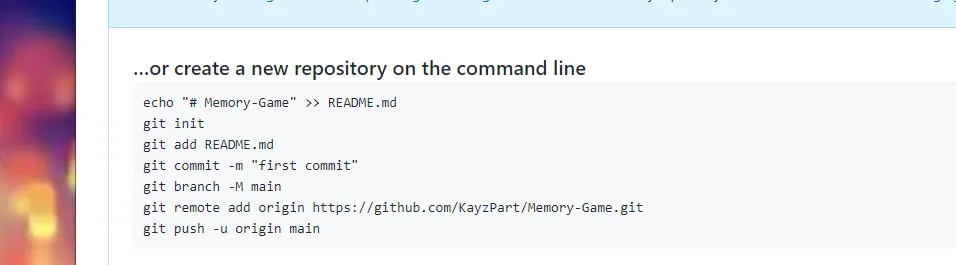 ...or create a new repository on the command line
echo "# Memory-Game" >> README.md
git init
git add README.md
git commit -m "first commit"
git branch -M main
git remote add origin https://github.com/KayzPart/Memory-Game.git
git push -u origin main